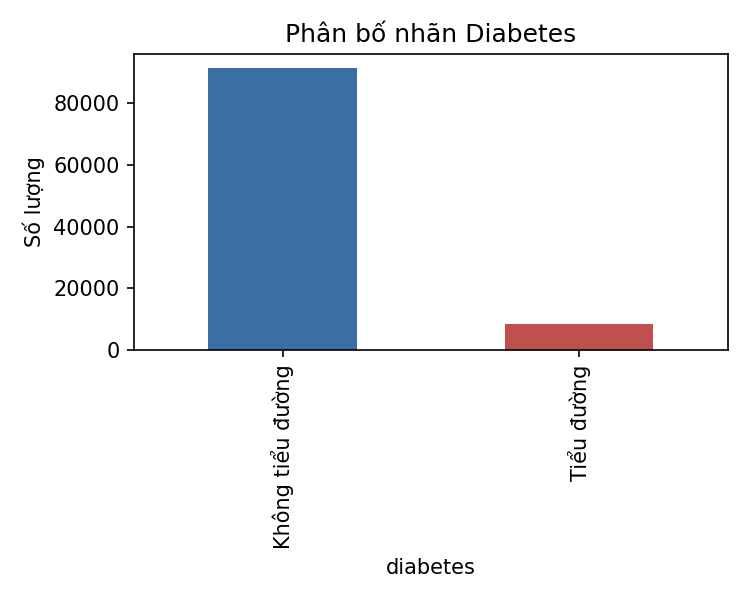 Phân bố nhãn Diabetes
Số lượng
80000
60000
40000
20000
0
Không tiểu đường
Tiểu đường
diabetes